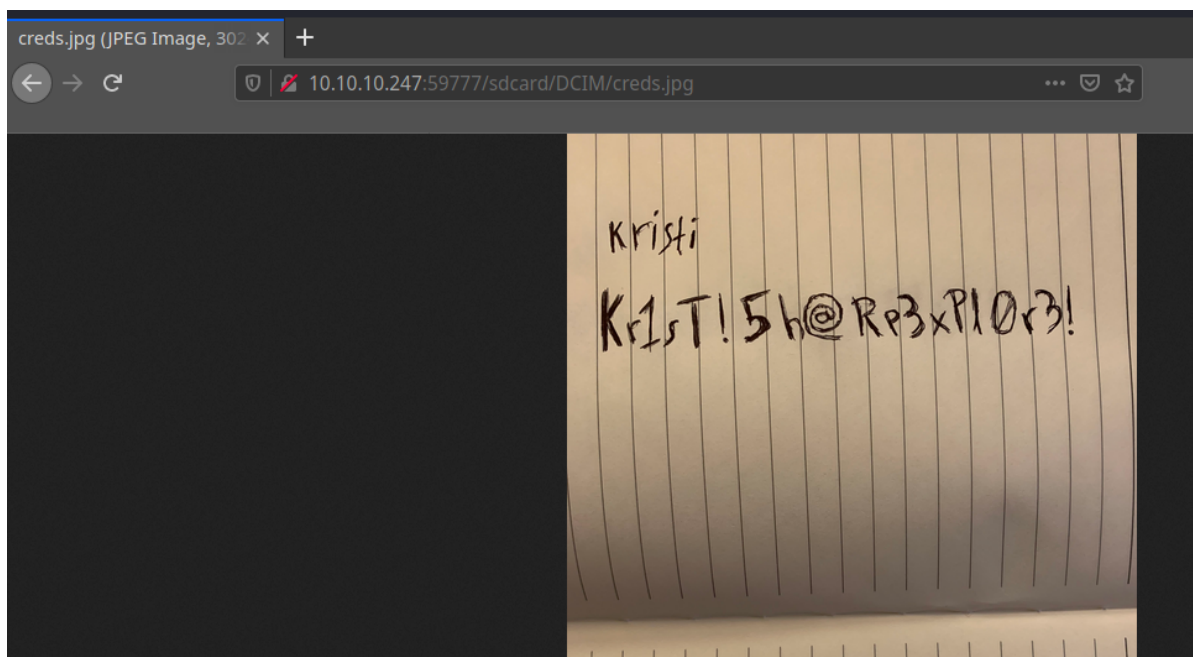 creds.jpg (JPEG Image, 302
10.10.10.247:59777/sdcard/DCIM/creds.jpg
Kristi
Kr1sT!5h@Rp3xPl0r3!